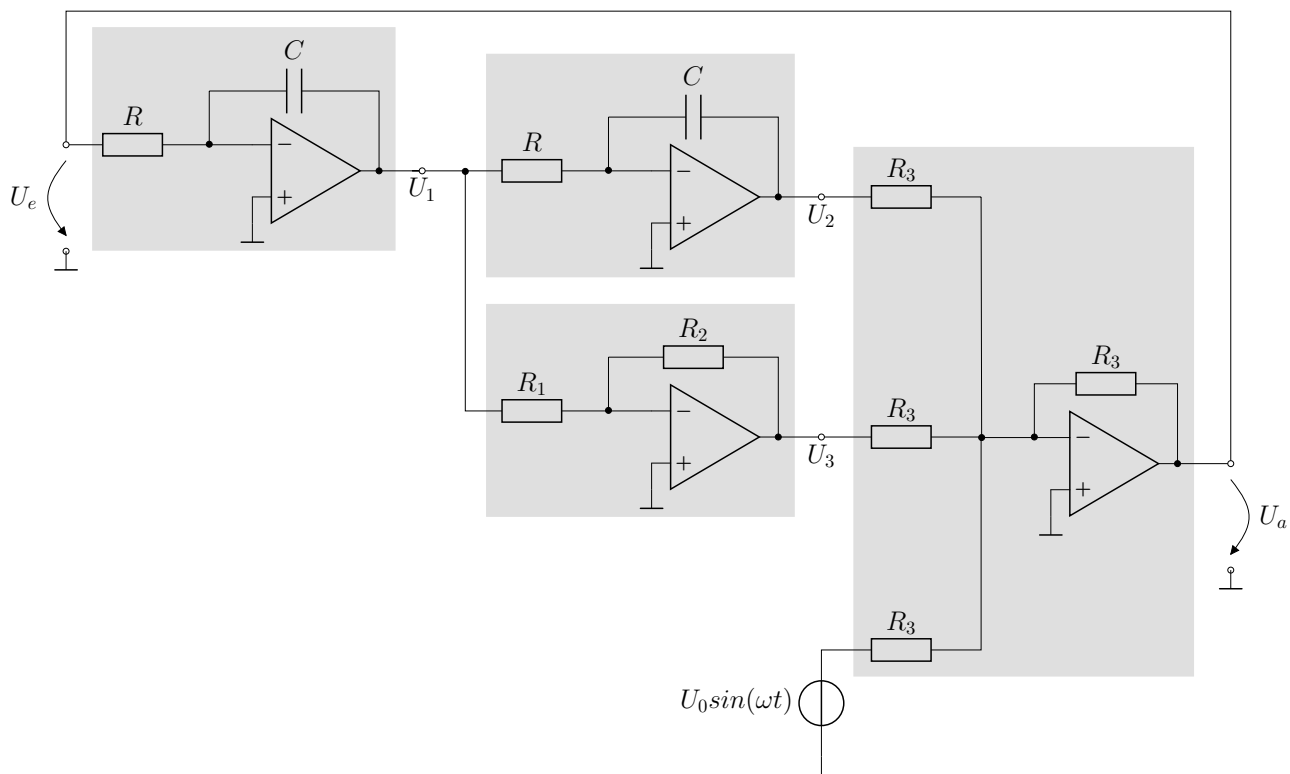 C
R
−
+
U_e
U_1
C
R
−
+
U_2
R_3
R_2
R_1
−
+
U_3
R_3
R_3
−
+
U_a
R_3
U_0sin(ωt)